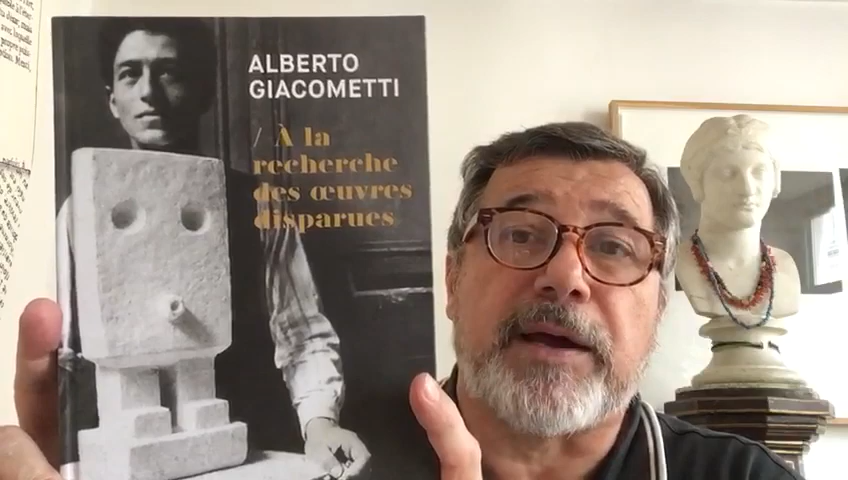 ALBERTO
GIACOMETTI
/ À la
recherche
des œuvres
disparues